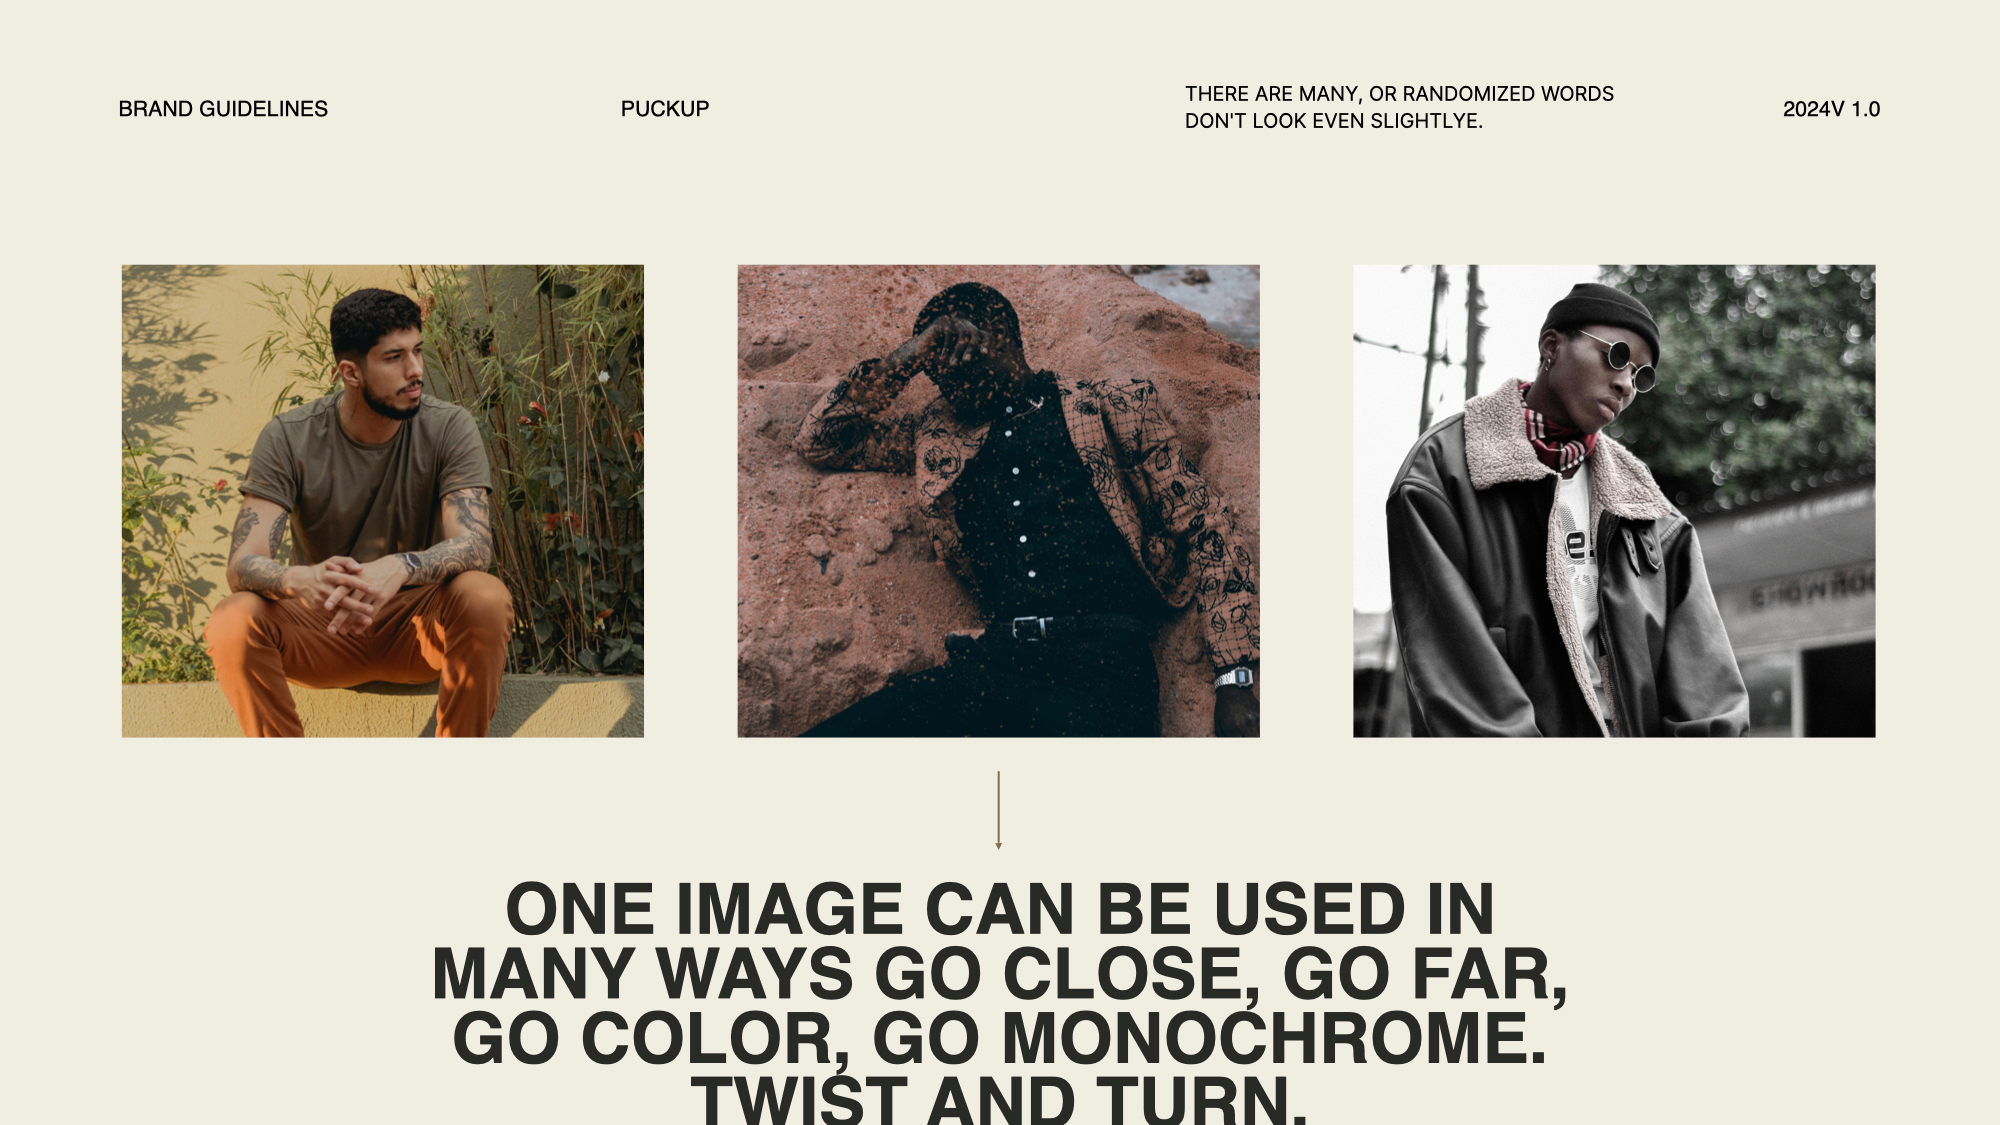 BRAND GUIDELINES
PUCKUP
THERE ARE MANY, OR RANDOMIZED WORDS
DON'T LOOK EVEN SLIGHTLYE.
2024V 1.0
e.
SHOWROO
ONE IMAGE CAN BE USED IN
MANY WAYS GO CLOSE, GO FAR,
GO COLOR, GO MONOCHROME.
TWIST AND TURN.